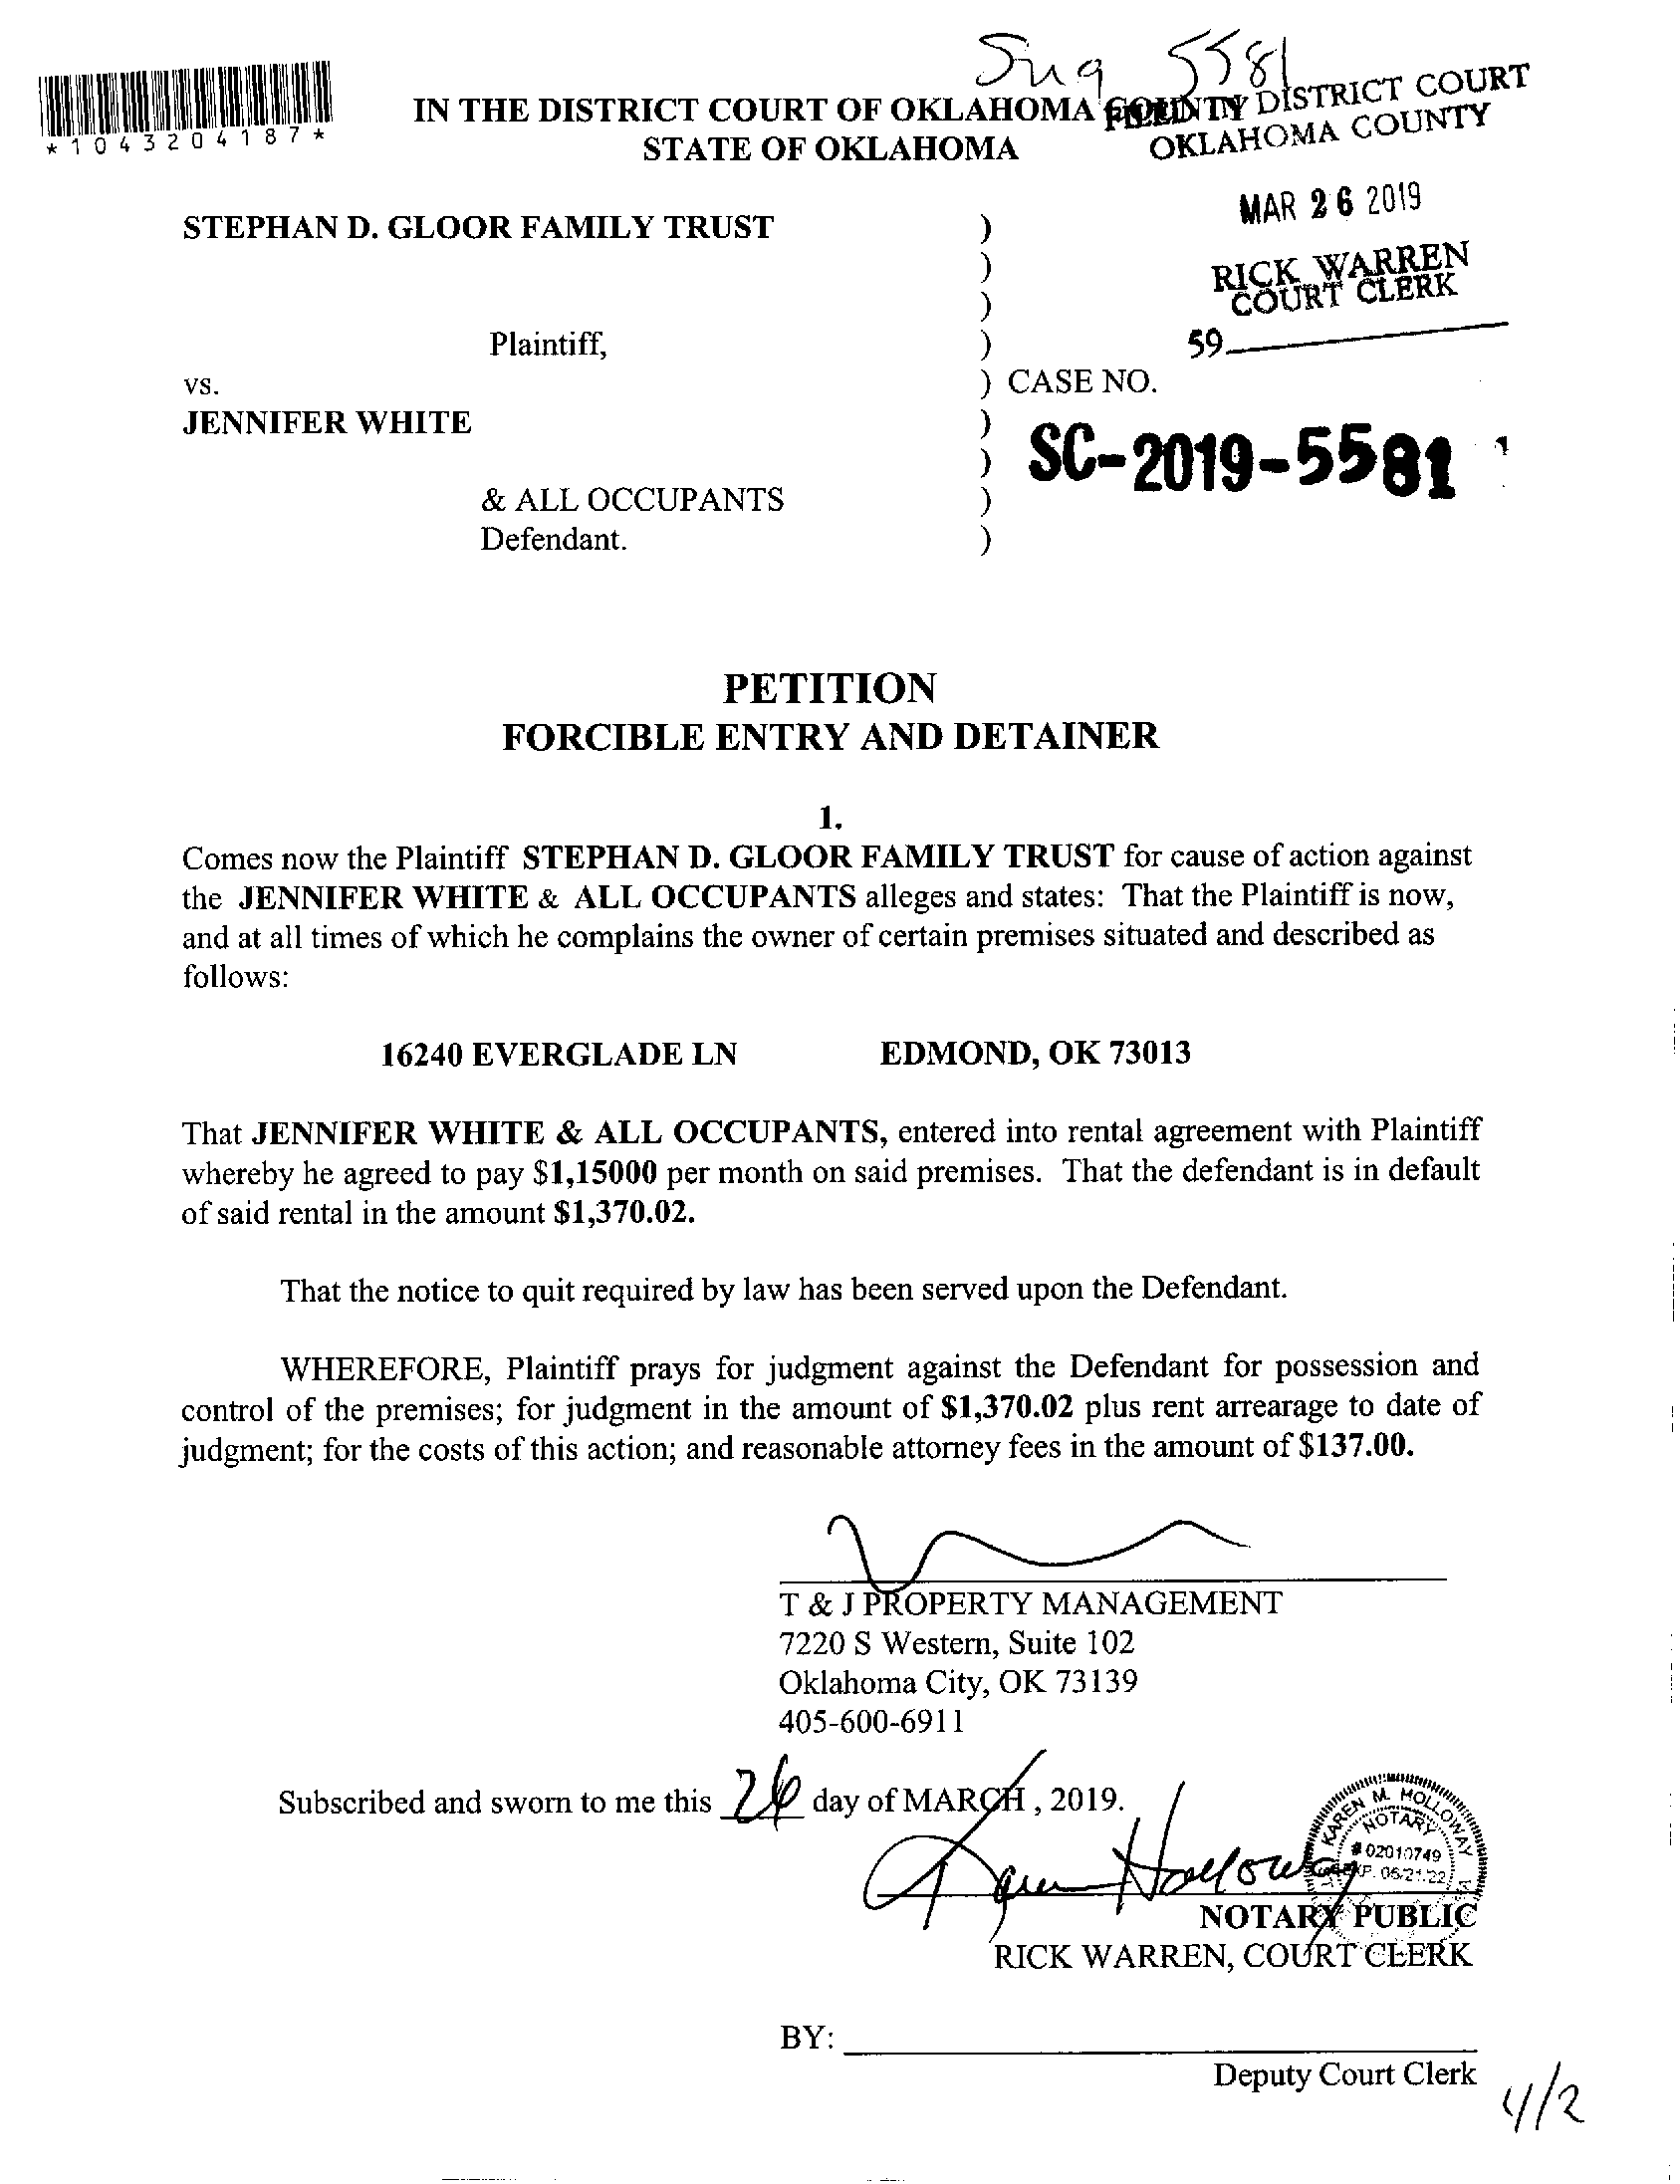 5581
*1043204187*
IN THE DISTRICT COURT OF OKLAHOMA COUNTY
STATE OF OKLAHOMA
FILED IN DISTRICT COURT
OKLAHOMA COUNTY
MAR 26 2019
RICK WARREN
COURT CLERK
59
STEPHAN D. GLOOR FAMILY TRUST )
)
)
Plaintiff, )
vs. ) CASE NO.
JENNIFER WHITE )
) SC-2019-5581
& ALL OCCUPANTS )
Defendant. )
PETITION
FORCIBLE ENTRY AND DETAINER
1.
Comes now the Plaintiff STEPHAN D. GLOOR FAMILY TRUST for cause of action against
the JENNIFER WHITE & ALL OCCUPANTS alleges and states: That the Plaintiff is now,
and at all times of which he complains the owner of certain premises situated and described as
follows:
16240 EVERGLADE LN EDMOND, OK 73013
That JENNIFER WHITE & ALL OCCUPANTS, entered into rental agreement with Plaintiff
whereby he agreed to pay $1,15000 per month on said premises. That the defendant is in default
of said rental in the amount $1,370.02.
That the notice to quit required by law has been served upon the Defendant.
WHEREFORE, Plaintiff prays for judgment against the Defendant for possession and
control of the premises; for judgment in the amount of $1,370.02 plus rent arrearage to date of
judgment; for the costs of this action; and reasonable attorney fees in the amount of $137.00.
T & J PROPERTY MANAGEMENT
7220 S Western, Suite 102
Oklahoma City, OK 73139
405-600-6911
Subscribed and sworn to me this 26 day of MARCH , 2019.
Karen Holloway
KAREN M. HOLLOWAY
NOTARY
#02010749
EXP. 06/21/22
NOTARY PUBLIC
RICK WARREN, COURT CLERK
BY:
Deputy Court Clerk
4/2